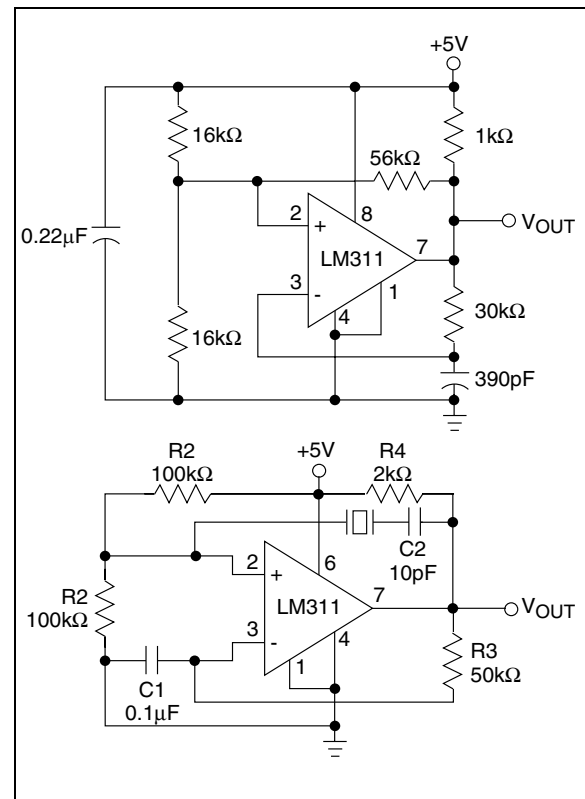 +5V
16kΩ
1kΩ
56kΩ
2
+
8
0.22µF
LM311
7
VOUT
3
-
1
4
16kΩ
30kΩ
390pF
R2
100kΩ
+5V
R4
2kΩ
C2
10pF
2
+
6
R2
100kΩ
LM311
7
VOUT
3
-
4
1
C1
0.1µF
R3
50kΩ